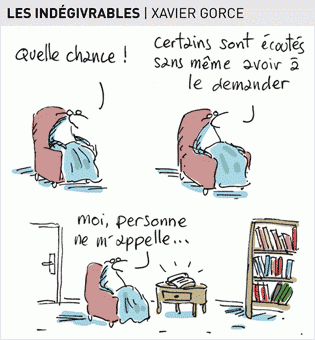 LES INDÉGIVRABLES | XAVIER GORCE
Quelle chance !
Certains sont écoutés
sans même avoir à
le demander
moi, personne
ne m'appelle...